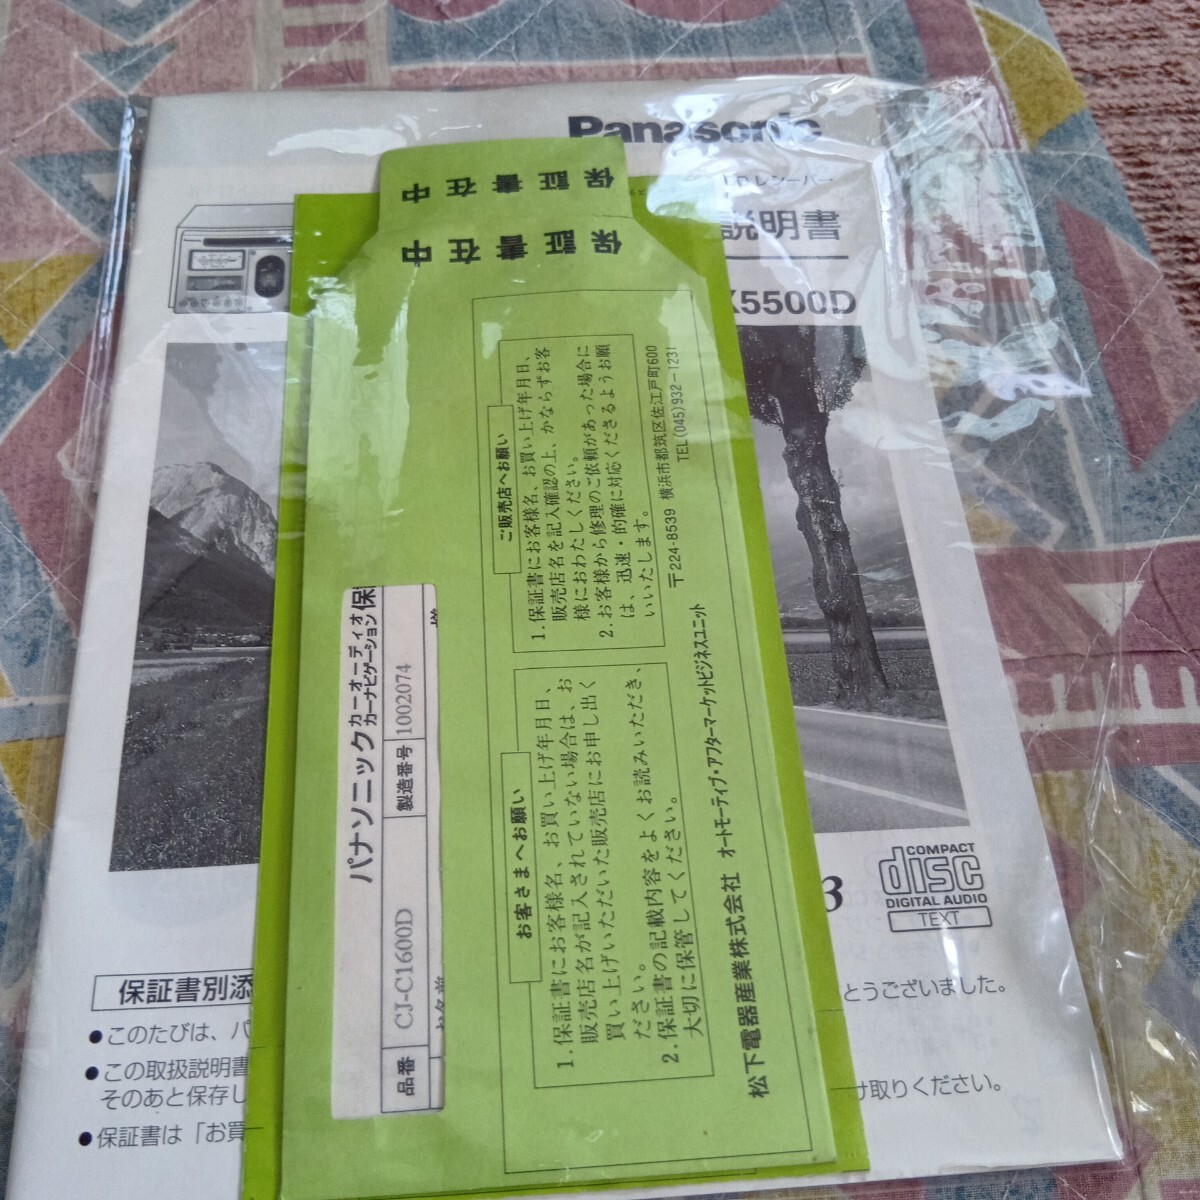 Panasonic
レシーバー
説明書
5500D
保証書在中
保証書在中
ご販売店へお願い
1.保証書にお客様名、お買い上げ年月日、
販売店名を記入確認の上、かならずお客
様におわたしください。
2.お客様から修理のご依頼があった場合に
は、迅速・的確に対応くださるようお願
いいたします。
お客さまへお願い
1.保証書にお客様名、お買い上げ年月日、
販売店名が記入されていない場合は、お
買い上げいただいた販売店にお申し出く
ださい。
2.保証書の記載内容をよくお読みいただき、
大切に保管してください。
松下電器産業株式会社 オートモーティブ・アフターマーケットビジネスユニット
〒224-8539 横浜市都筑区佐江戸町600
TEL(045)932-1231
パナソニックカーオーディオ
カーナビゲーション
保
品番 CJ-C1600D 製造番号 1002074
COMPACT
disc
DIGITAL AUDIO
TEXT
保証書別添
●このたびは、パ
とうございました。
●この取扱説明書
そのあと保存し
け取りください。
●保証書は「お買